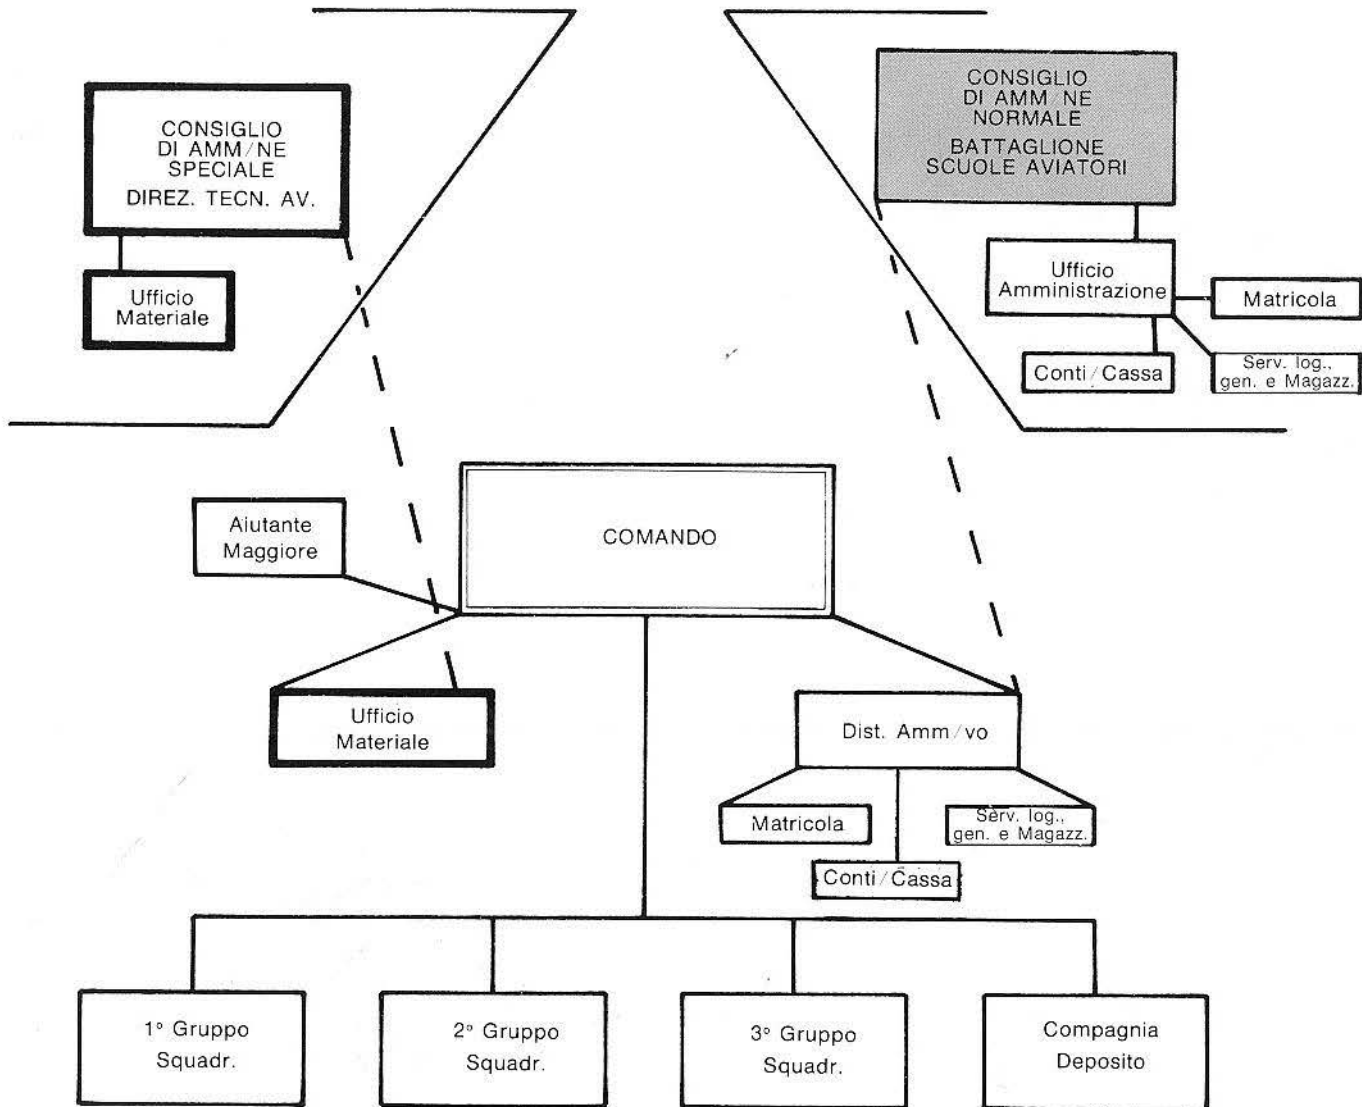 CONSIGLIO
DI AMM/NE
SPECIALE
DIREZ. TECN. AV.
Ufficio
Materiale
CONSIGLIO
DI AMM/NE
NORMALE
BATTAGLIONE
SCUOLE AVIATORI
Ufficio
Amministrazione
Matricola
Conti/Cassa
Serv. log.,
gen. e Magazz.
Aiutante
Maggiore
COMANDO
Ufficio
Materiale
Dist. Amm/vo
Matricola
Serv. log.,
gen. e Magazz.
Conti/Cassa
1° Gruppo
Squadr.
2° Gruppo
Squadr.
3° Gruppo
Squadr.
Compagnia
Deposito